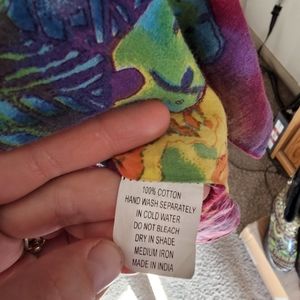 100% COTTON
HAND WASH SEPARATELY
IN COLD WATER
DO NOT BLEACH
DRY IN SHADE
MEDIUM IRON
MADE IN INDIA